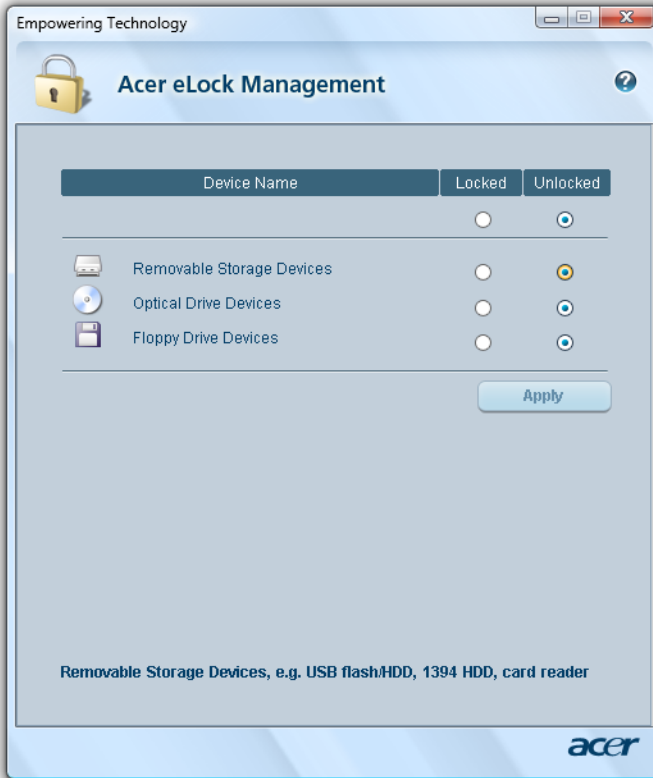 Empowering Technology
Acer eLock Management
Device Name Locked Unlocked
Removable Storage Devices
Optical Drive Devices
Floppy Drive Devices
Apply
Removable Storage Devices, e.g. USB flash/HDD, 1394 HDD, card reader
acer